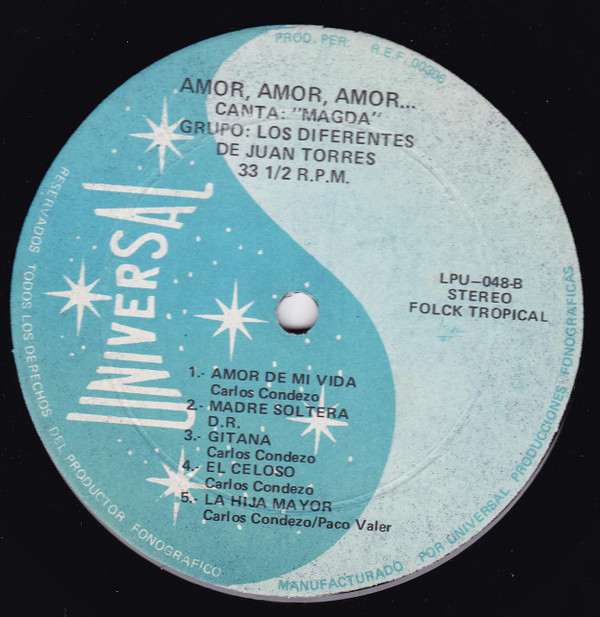 PROD. PER. R.E.F. 00306
AMOR, AMOR, AMOR...
CANTA: "MAGDA"
GRUPO: LOS DIFERENTES
DE JUAN TORRES
33 1/2 R.P.M.
UNIVERSAL
LPU-048-B
STEREO
FOLCK TROPICAL
1.- AMOR DE MI VIDA
Carlos Condezo
2.- MADRE SOLTERA
D.R.
3.- GITANA
Carlos Condezo
4.- EL CELOSO
Carlos Condezo
5.- LA HIJA MAYOR
Carlos Condezo/Paco Valer
RESERVADOS TODOS LOS DERECHOS DEL PRODUCTOR FONOGRAFICO
MANUFACTURADO POR UNIVERSAL PRODUCCIONES FONOGRAFICAS